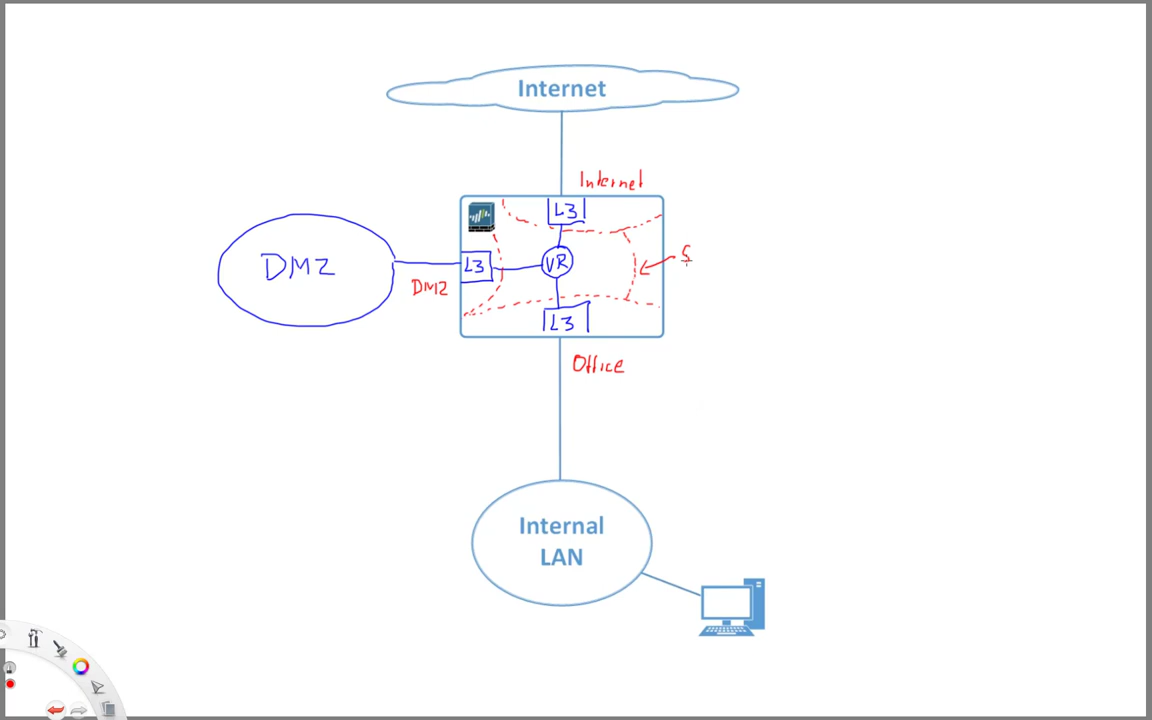 Internet
Internet
L3
DMZ
L3
VR
S
DMZ
L3
Office
Internal
LAN